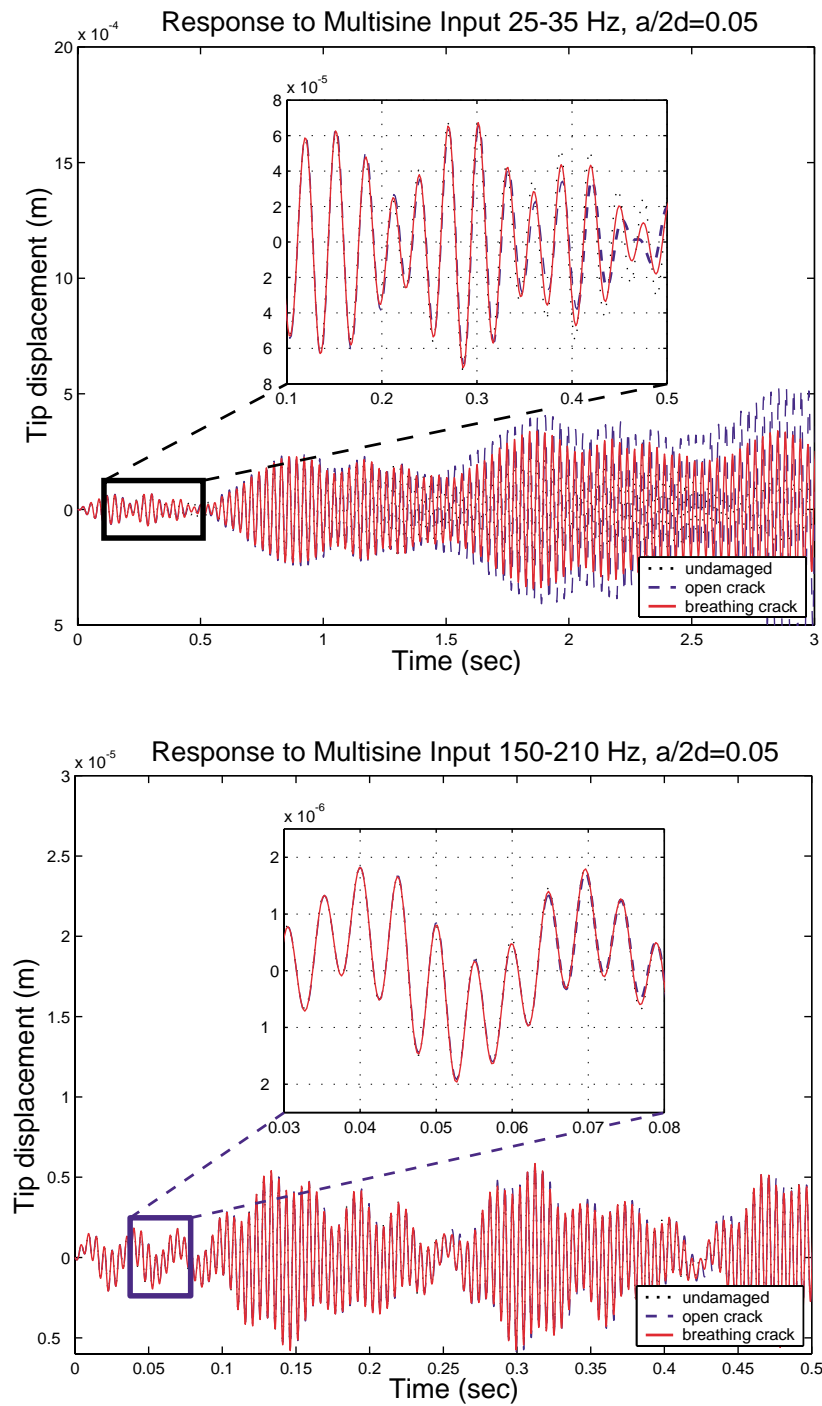 Response to Multisine Input 25-35 Hz, a/2d=0.05
x 10⁻⁴
20
15
10
5
0
5
Tip displacement (m)
x 10⁻⁵
8
6
4
2
0
2
4
6
8
0.1 0.2 0.3 0.4 0.5
undamaged
open crack
breathing crack
0 0.5 1 1.5 2 2.5 3
Time (sec)
Response to Multisine Input 150-210 Hz, a/2d=0.05
x 10⁻⁵
3
2.5
2
1.5
1
0.5
0
0.5
Tip displacement (m)
x 10⁻⁶
2
1
0
1
2
0.03 0.04 0.05 0.06 0.07 0.08
undamaged
open crack
breathing crack
0 0.05 0.1 0.15 0.2 0.25 0.3 0.35 0.4 0.45 0.5
Time (sec)